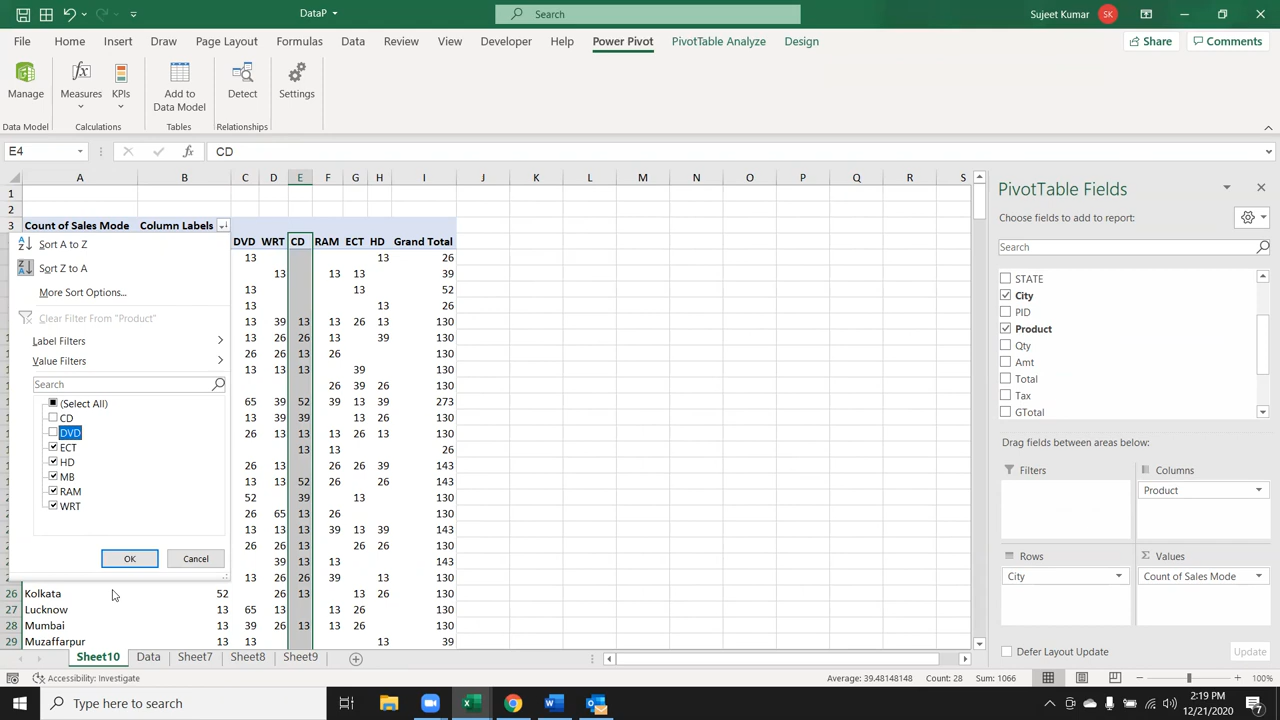 DataP
Search
Sujeet Kumar
SK
File Home Insert Draw Page Layout Formulas Data Review View Developer Help Power Pivot PivotTable Analyze Design
Share Comments
Manage Measures KPIs Add to Data Model Detect Settings
Data Model Calculations Tables Relationships
E4 fx CD
A B C D E F G H I J K L M N O P Q R S
1
2
3 Count of Sales Mode Column Labels
DVD WRT CD RAM ECT HD Grand Total
13 13 26
13 13 13 39
13 13 52
13 13 26
13 39 13 13 26 13 130
13 26 26 13 39 130
26 26 13 26 130
13 13 13 39 130
26 39 26 130
65 39 52 39 13 39 273
13 39 39 13 26 130
26 13 13 13 26 13 130
13 13 26
26 13 26 26 39 143
13 13 52 26 26 143
52 39 13 130
26 65 13 26 130
13 13 13 39 13 39 143
26 26 13 26 26 130
39 13 13 143
13 26 26 39 13 130
26 Kolkata 52 26 13 13 26 130
27 Lucknow 13 65 13 13 26 130
28 Mumbai 13 39 26 13 13 26 130
29 Muzaffarpur 13 13 13 39
Sort A to Z
Sort Z to A
More Sort Options...
Clear Filter From "Product"
Label Filters
Value Filters
Search
(Select All)
CD
DVD
ECT
HD
MB
RAM
WRT
OK Cancel
PivotTable Fields
Choose fields to add to report:
Search
STATE
City
PID
Product
Qty
Amt
Total
Tax
GTotal
Drag fields between areas below:
Filters Columns
Product
Rows Σ Values
City Count of Sales Mode
Defer Layout Update Update
Sheet10 Data Sheet7 Sheet8 Sheet9
Accessibility: Investigate
Average: 39.48148148 Count: 28 Sum: 1066
100%
Type here to search
2:19 PM
12/21/2020